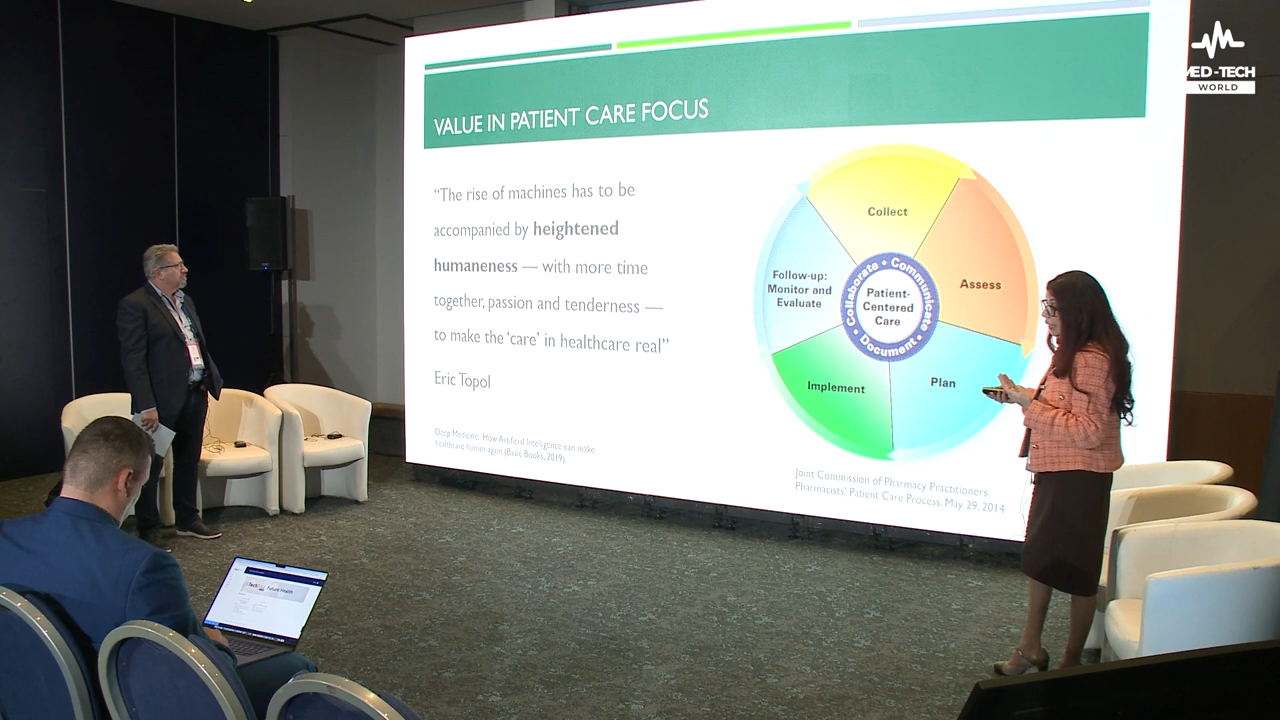 MED-TECH
WORLD
VALUE IN PATIENT CARE FOCUS
“The rise of machines has to be
accompanied by heightened
humaneness — with more time
together, passion and tenderness —
to make the ‘care’ in healthcare real”
Eric Topol
Deep Medicine: How Artificial Intelligence can make
healthcare human again (Basic Books, 2019)
Collect
Assess
Plan
Implement
Follow-up:
Monitor and
Evaluate
Collaborate • Communicate • Document •
Patient-
Centered
Care
Joint Commission of Pharmacy Practitioners.
Pharmacists’ Patient Care Process. May 29, 2014
Future Health